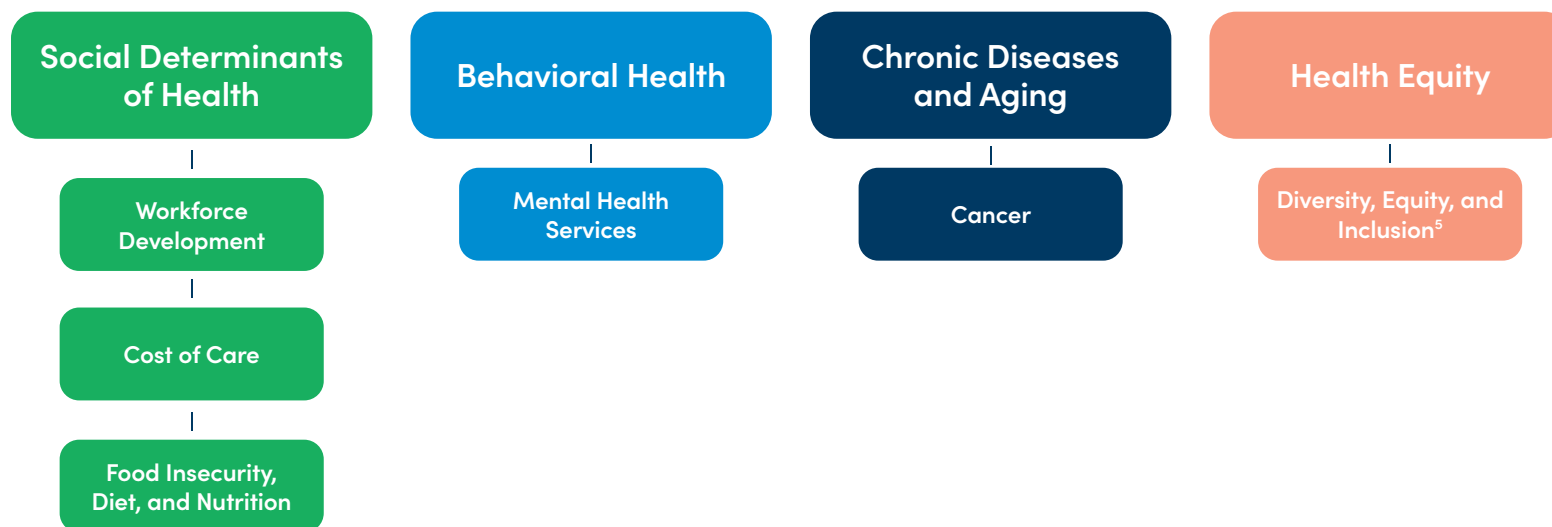 Social Determinants
of Health
Workforce
Development
Cost of Care
Food Insecurity,
Diet, and Nutrition
Behavioral Health
Mental Health
Services
Chronic Diseases
and Aging
Cancer
Health Equity
Diversity, Equity, and
Inclusion⁵